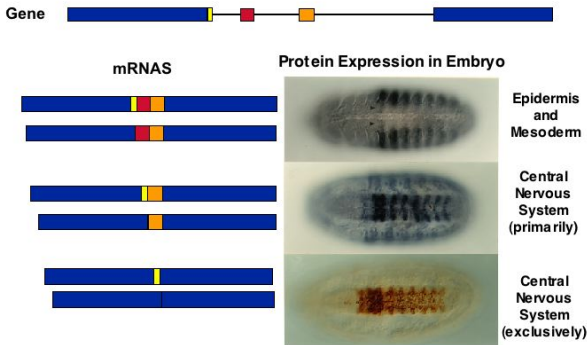 Gene
mRNAS
Protein Expression in Embryo
Epidermis
and
Mesoderm
Central
Nervous
System
(primarily)
Central
Nervous
System
(exclusively)